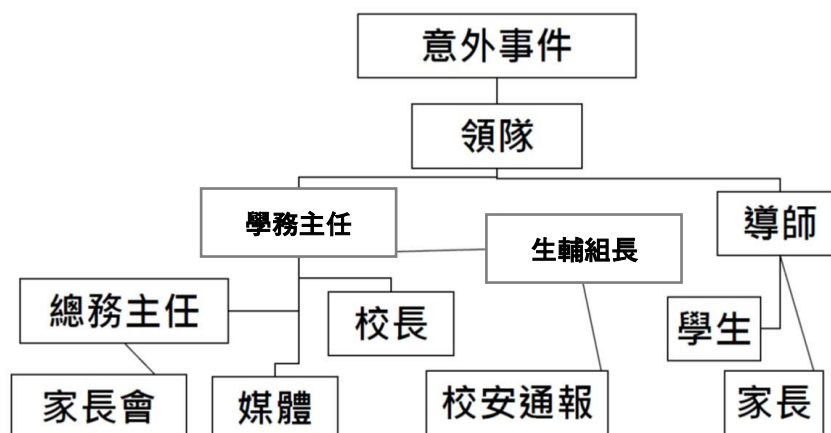 意外事件
領隊
學務主任
生輔組長
導師
總務主任
校長
學生
家長會
媒體
校安通報
家長